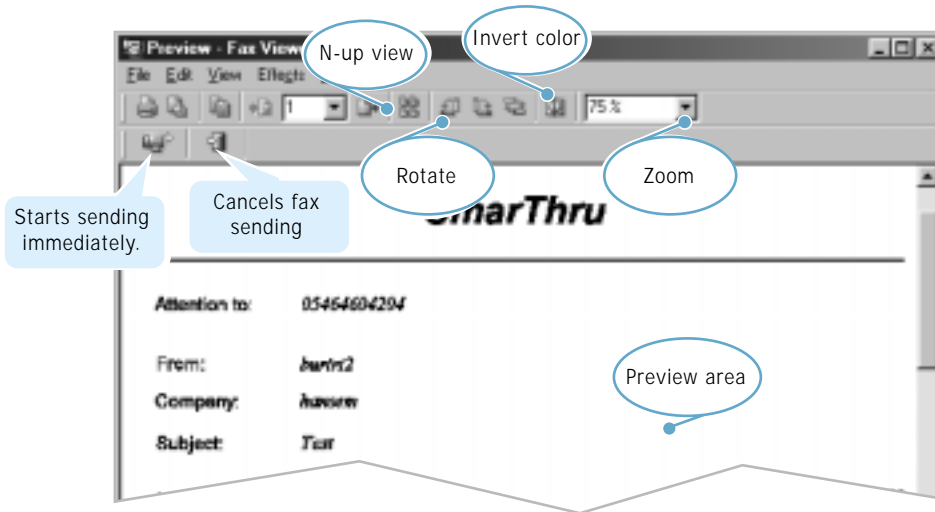 Preview - Fax View
N-up view
Invert color
File Edit View Effects
1
75 %
Rotate
Zoom
Starts sending
immediately.
Cancels fax
sending
marThru
Attention to: 05464604294
From:
Company:
Subject: Test
Preview area